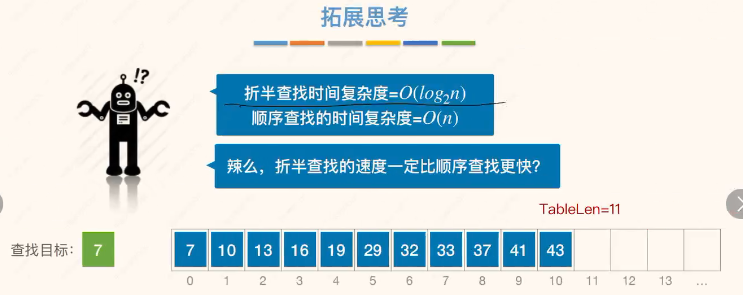 拓展思考
!?
折半查找时间复杂度=O(log₂n)
顺序查找的时间复杂度=O(n)
辣么，折半查找的速度一定比顺序查找更快？
TableLen=11
查找目标： 7
7 10 13 16 19 29 32 33 37 41 43
0 1 2 3 4 5 6 7 8 9 10 11 12 13 ...